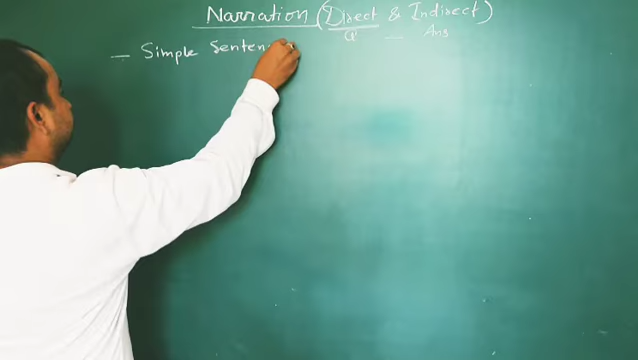 Narration (Direct & Indirect)
Q — Ans
— Simple Senten